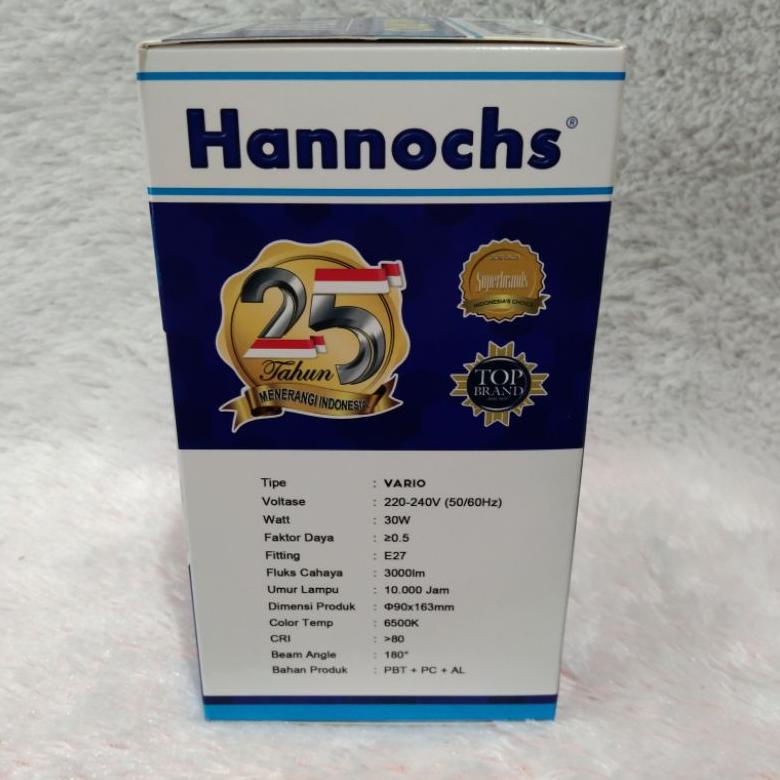 Hannochs®
25
Tahun
MENERANGI INDONESIA
Superbrands
INDONESIA'S CHOICE
TOP
BRAND
Tipe : VARIO
Voltase : 220-240V (50/60Hz)
Watt : 30W
Faktor Daya : ≥0.5
Fitting : E27
Fluks Cahaya : 3000lm
Umur Lampu : 10.000 Jam
Dimensi Produk : Φ90x163mm
Color Temp : 6500K
CRI : >80
Beam Angle : 180°
Bahan Produk : PBT + PC + AL